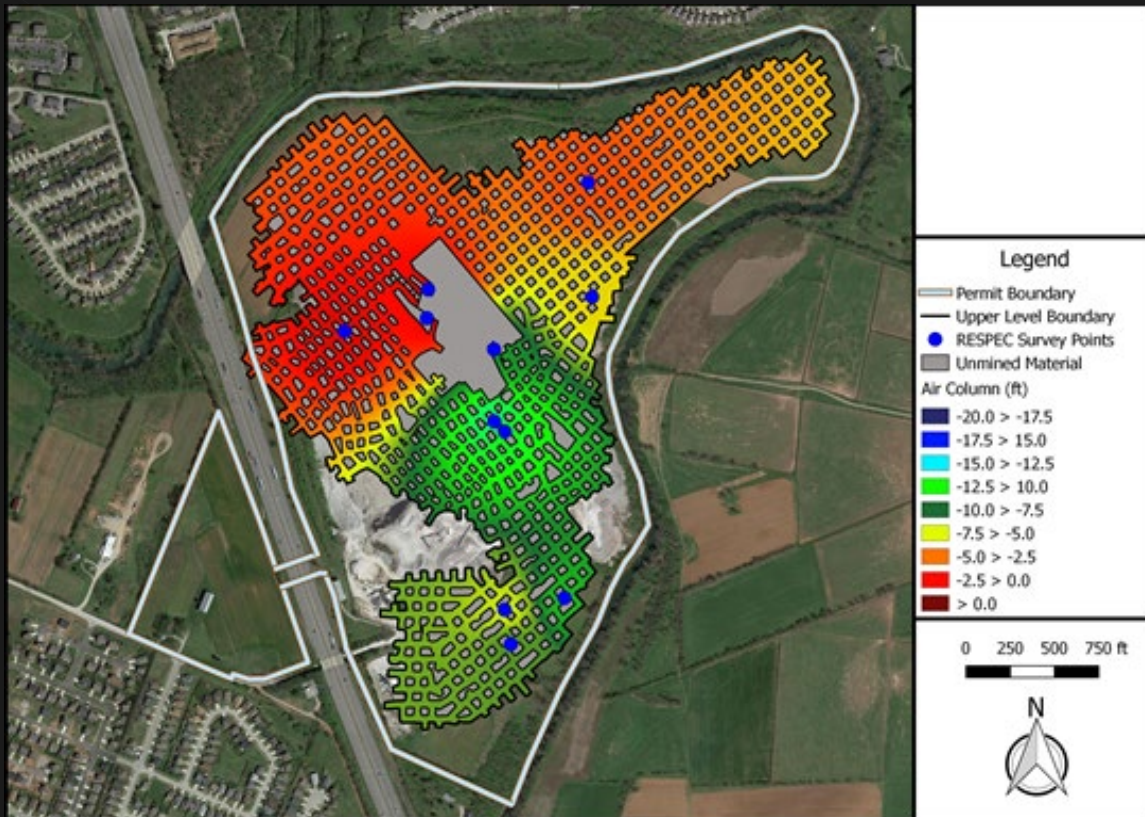 Legend
Permit Boundary
Upper Level Boundary
RESPEC Survey Points
Unmined Material
Air Column (ft)
-20.0 > -17.5
-17.5 > 15.0
-15.0 > -12.5
-12.5 > 10.0
-10.0 > -7.5
-7.5 > -5.0
-5.0 > -2.5
-2.5 > 0.0
> 0.0
0 250 500 750 ft
N